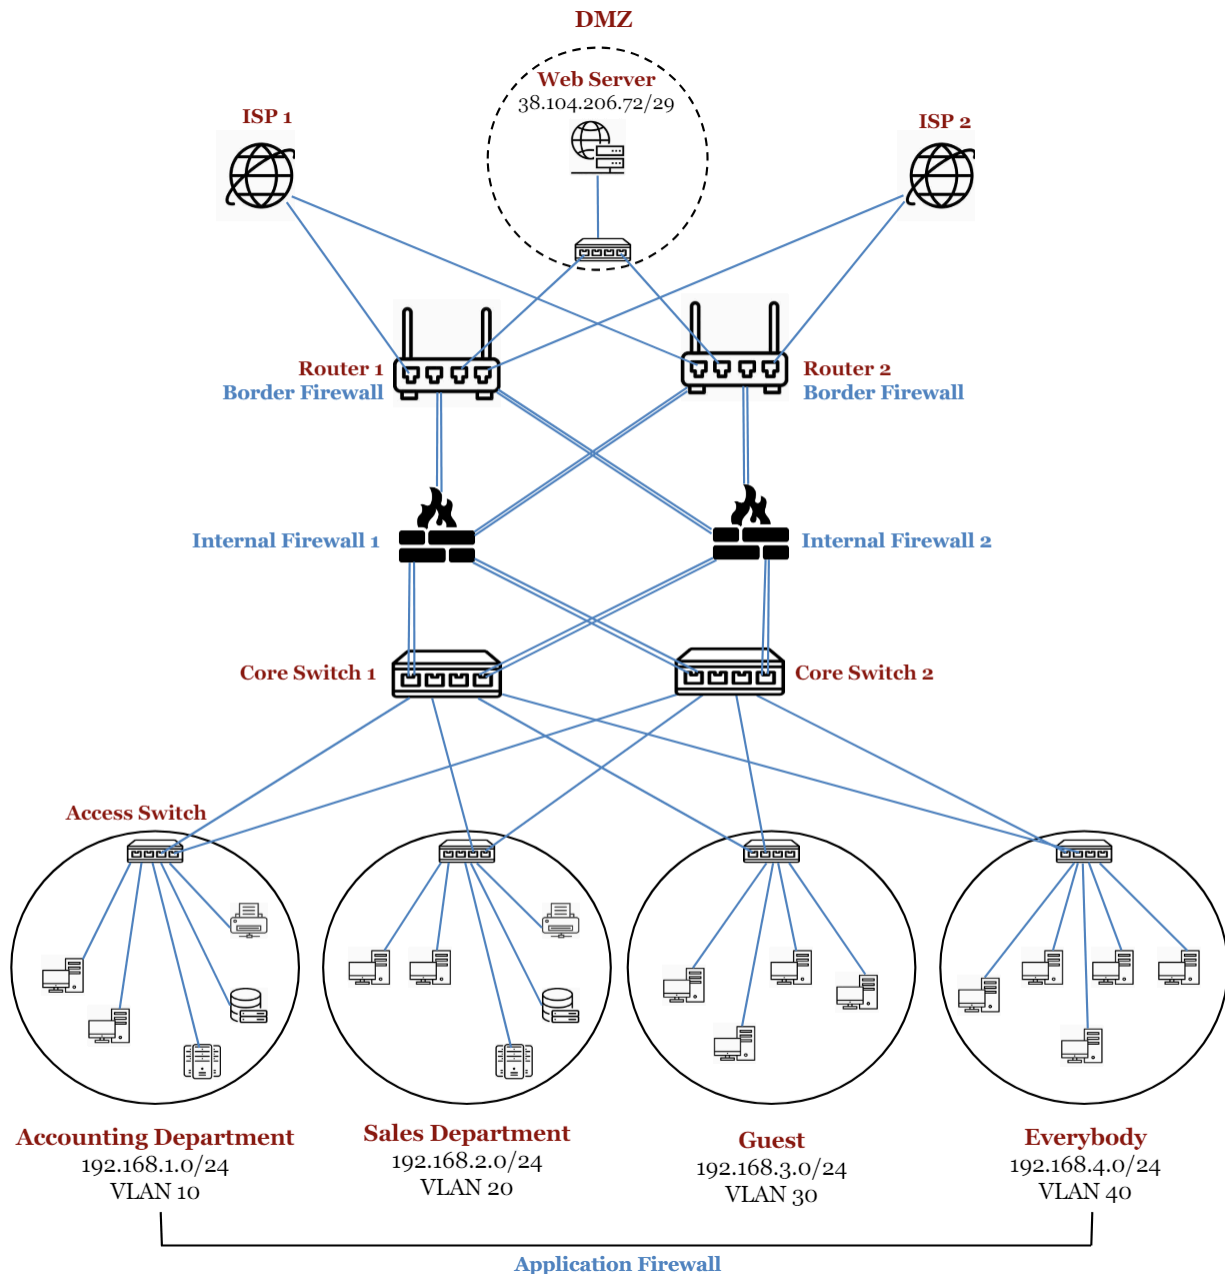 DMZ
Web Server
38.104.206.72/29
ISP 1
ISP 2
Router 1
Border Firewall
Router 2
Border Firewall
Internal Firewall 1
Internal Firewall 2
Core Switch 1
Core Switch 2
Access Switch
Accounting Department
192.168.1.0/24
VLAN 10
Sales Department
192.168.2.0/24
VLAN 20
Guest
192.168.3.0/24
VLAN 30
Everybody
192.168.4.0/24
VLAN 40
Application Firewall